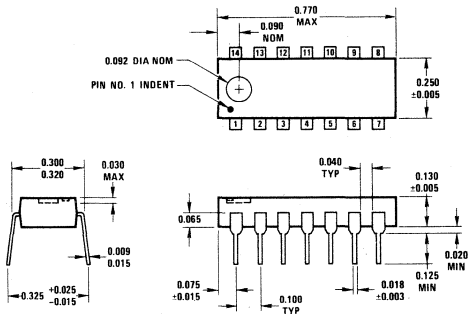 0.770
MAX
0.090
NOM
14 13 12 11 10 9 8
0.092 DIA NOM
PIN NO. 1 INDENT
0.250
±0.005
1 2 3 4 5 6 7
0.300
0.320
0.030
MAX
0.040
TYP
0.130
±0.005
0.065
0.009
0.015
0.020
MIN
0.325 +0.025
-0.015
0.075
±0.015
0.100
TYP
0.018
±0.003
0.125
MIN